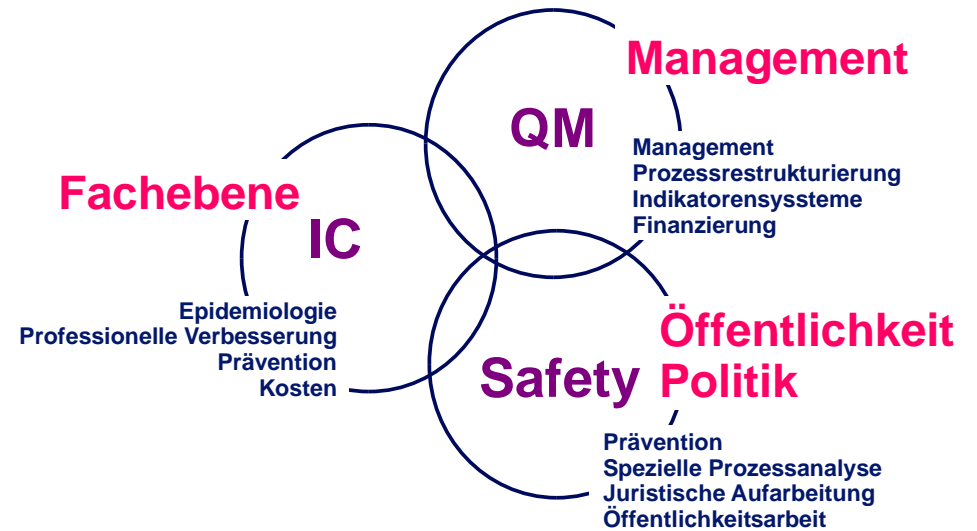 Management
QM
Management
Prozessrestrukturierung
Indikatorensyssteme
Finanzierung
Fachebene
IC
Epidemiologie
Professionelle Verbesserung
Prävention
Kosten
Öffentlichkeit
Safety Politik
Prävention
Spezielle Prozessanalyse
Juristische Aufarbeitung
Öffentlichkeitsarbeit